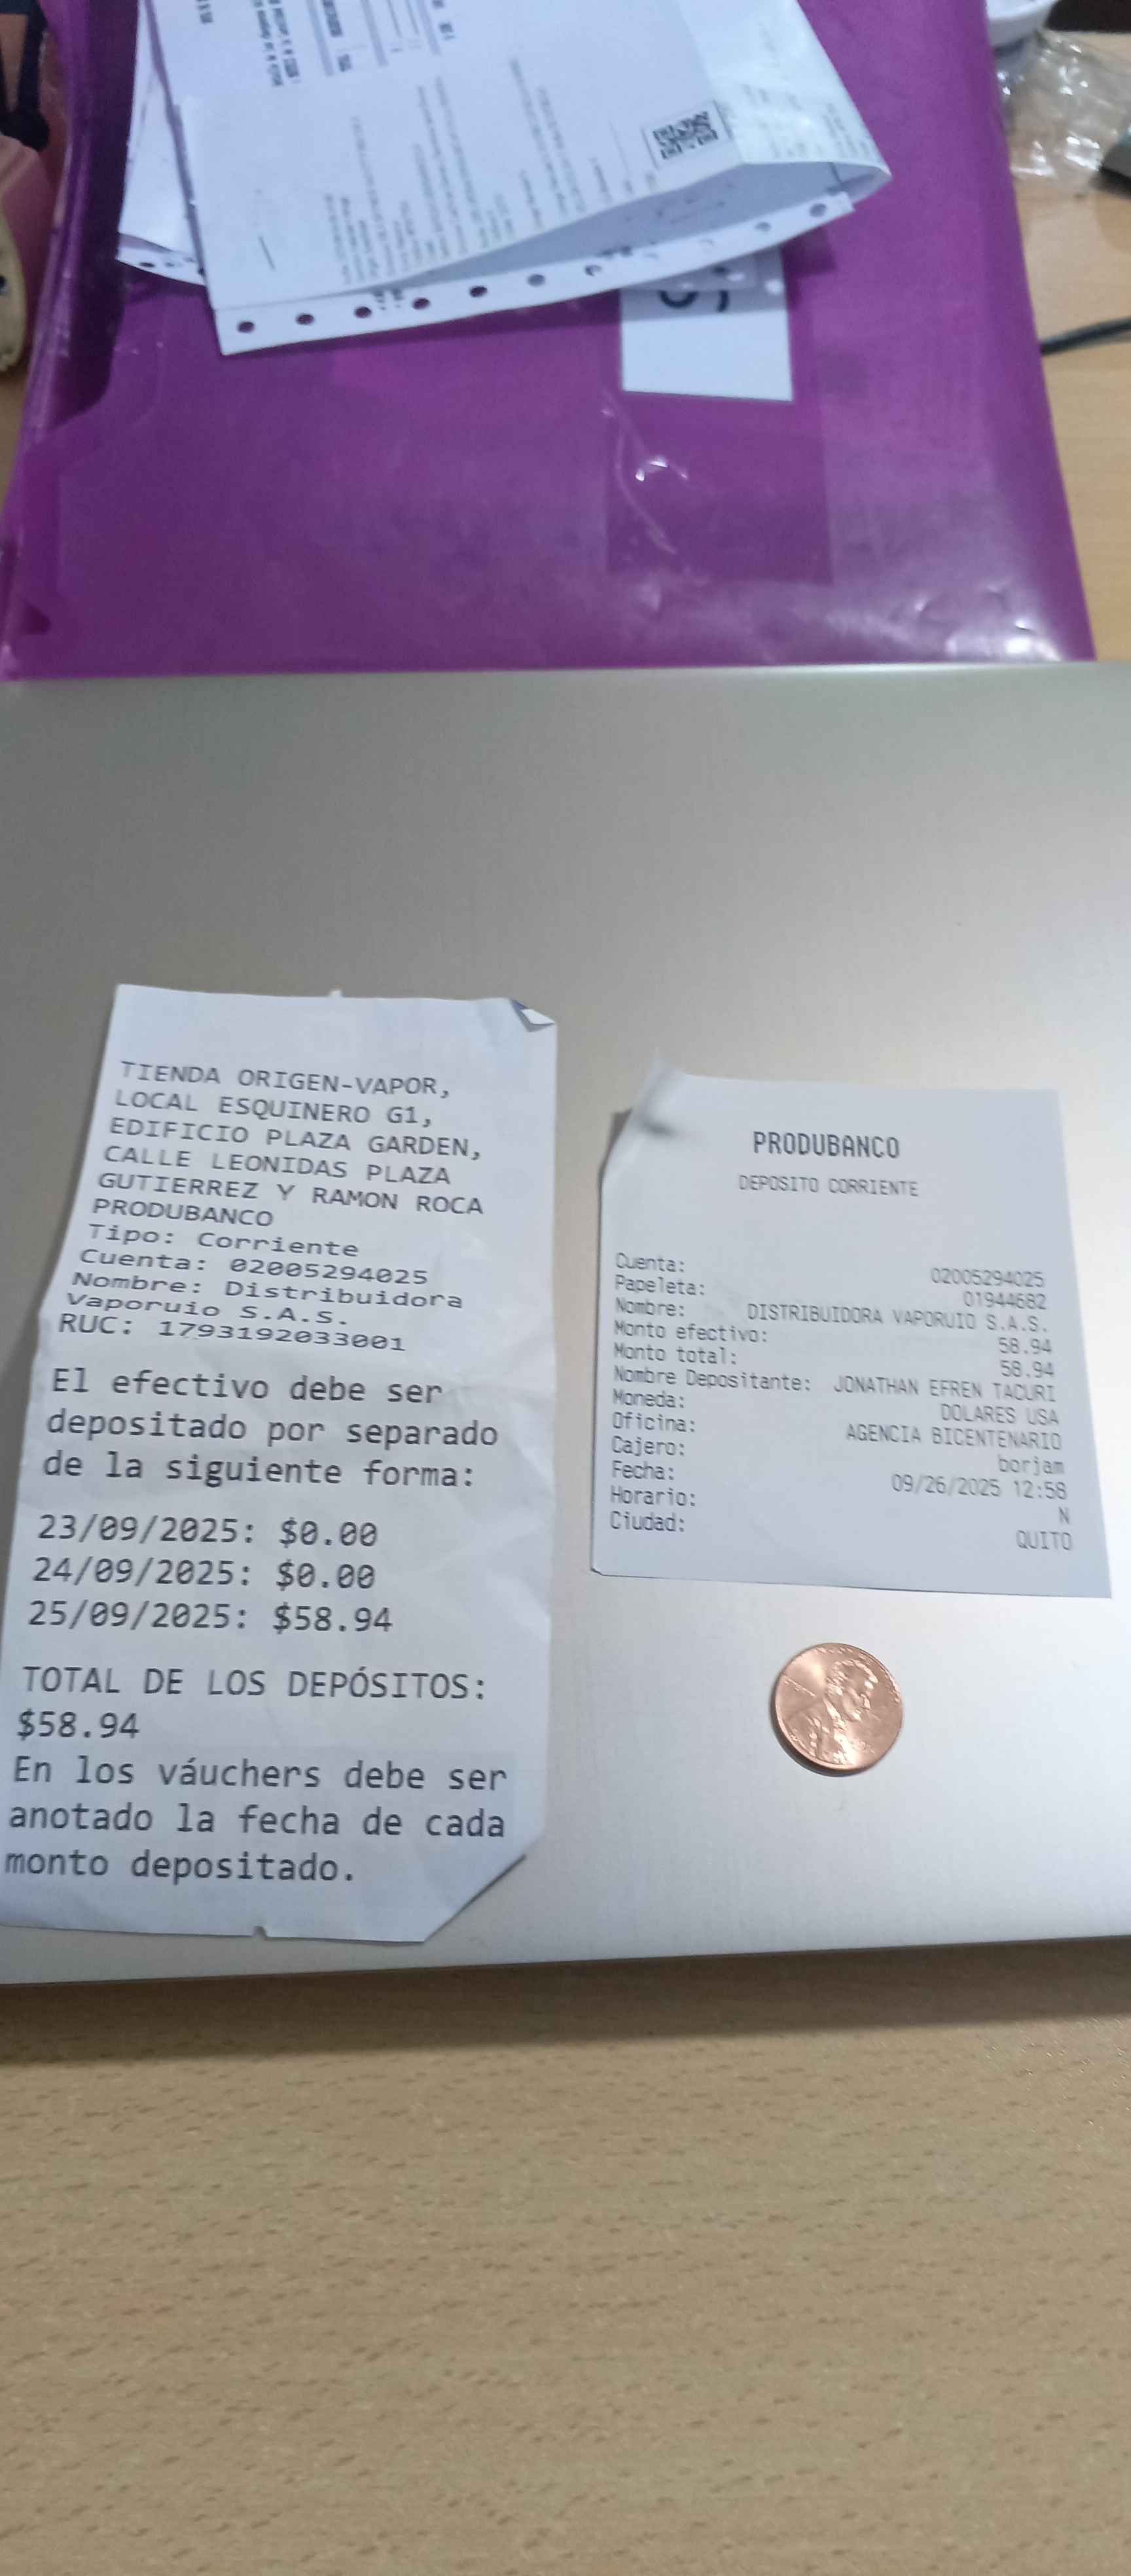 TIENDA ORIGEN-VAPOR,
LOCAL ESQUINERO G1,
EDIFICIO PLAZA GARDEN,
CALLE LEONIDAS PLAZA
GUTIERREZ Y RAMON ROCA
PRODUBANCO
Tipo: Corriente
Cuenta: 02005294025
Nombre: Distribuidora
Vaporuio S.A.S.
RUC: 1793192033001
El efectivo debe ser
depositado por separado
de la siguiente forma:
23/09/2025: $0.00
24/09/2025: $0.00
25/09/2025: $58.94
TOTAL DE LOS DEPÓSITOS:
$58.94
En los váuchers debe ser
anotado la fecha de cada
monto depositado.
PRODUBANCO
DEPOSITO CORRIENTE
Cuenta: 02005294025
Papeleta: 01944682
Nombre: DISTRIBUIDORA VAPORUIO S.A.S.
Monto efectivo: 58.94
Monto total: 58.94
Nombre Depositante: JONATHAN EFREN TACURI
Moneda: DOLARES USA
Oficina: AGENCIA BICENTENARIO
Cajero: borjam
Fecha: 09/26/2025 12:58
Horario: N
Ciudad: QUITO